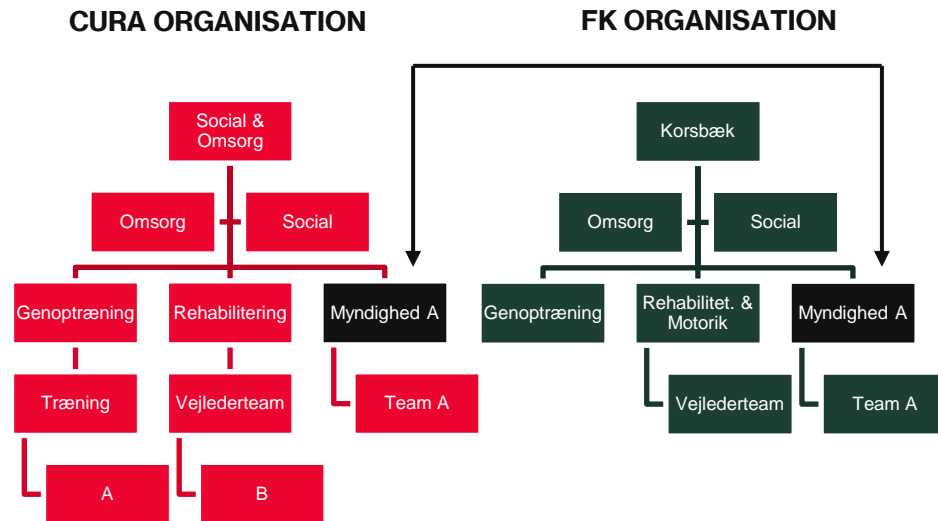 CURA ORGANISATION
Social &
Omsorg
Omsorg
Social
Genoptræning
Rehabilitering
Myndighed A
Træning
Vejlederteam
Team A
A
B
FK ORGANISATION
Korsbæk
Omsorg
Social
Genoptræning
Rehabilitet. &
Motorik
Myndighed A
Vejlederteam
Team A